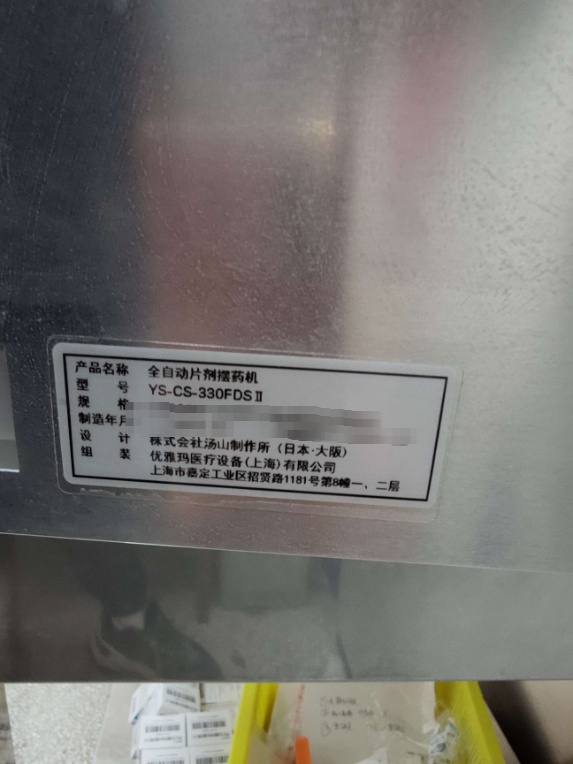 产品名称 全自动片剂摆药机
型 号 YS-CS-330FDSⅡ
规 格
制造年月
设 计 株式会社汤山制作所（日本·大阪）
组 装 优雅玛医疗设备(上海)有限公司
上海市嘉定工业区招贤路1181号第8幢一、二层